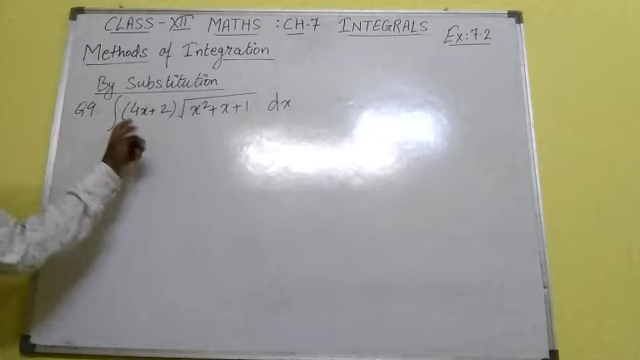 CLASS-XII MATHS : CH-7 INTEGRALS Ex:7.2
Methods of Integration
By Substitution
Q9. ∫(4x+2)√x²+x+1 dx